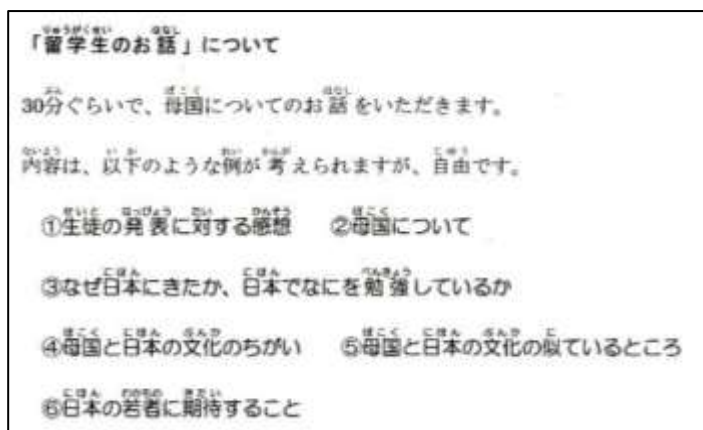 「留学生のお話」について
30分ぐらいで、母国についてのお話をいただきます。
内容は、以下のような例が考えられますが、自由です。
①生徒の発表に対する感想　②母国について
③なぜ日本にきたか、日本でなにを勉強しているか
④母国と日本の文化のちがい　⑤母国と日本の文化の似ているところ
⑥日本の若者に期待すること